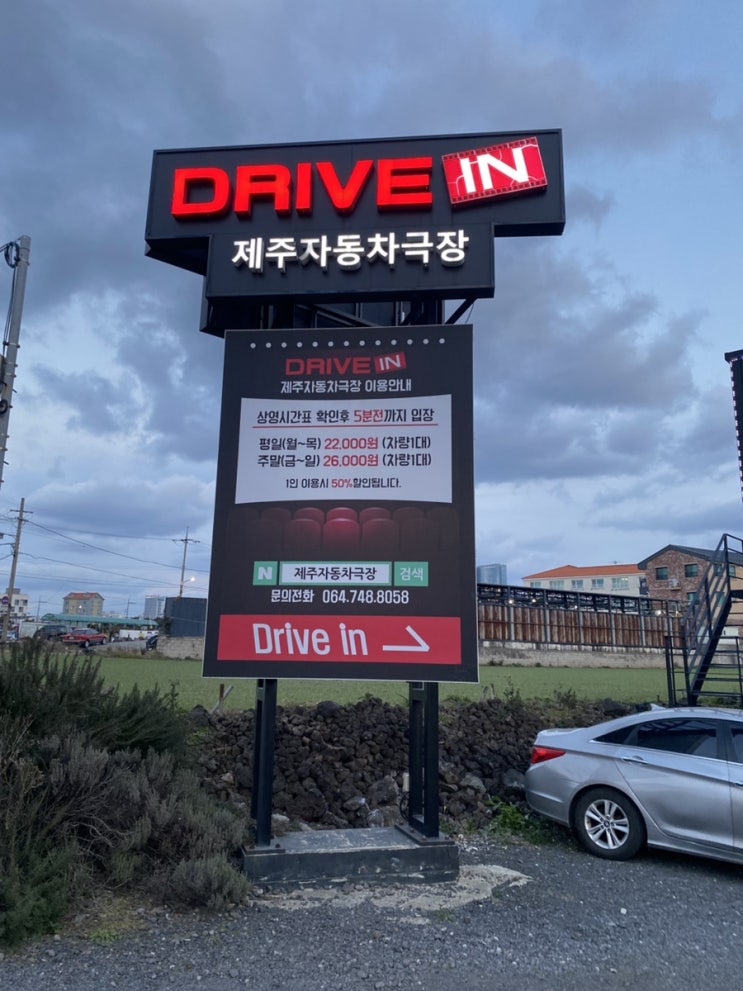 DRIVE IN
제주자동차극장
DRIVE IN
제주자동차극장 이용안내
상영시간표 확인후 5분전까지 입장
평일(월~목) 22,000원 (차량1대)
주말(금~일) 26,000원 (차량1대)
1인 이용시 50%할인됩니다.
N 제주자동차극장 검색
문의전화 064.748.8058
Drive in